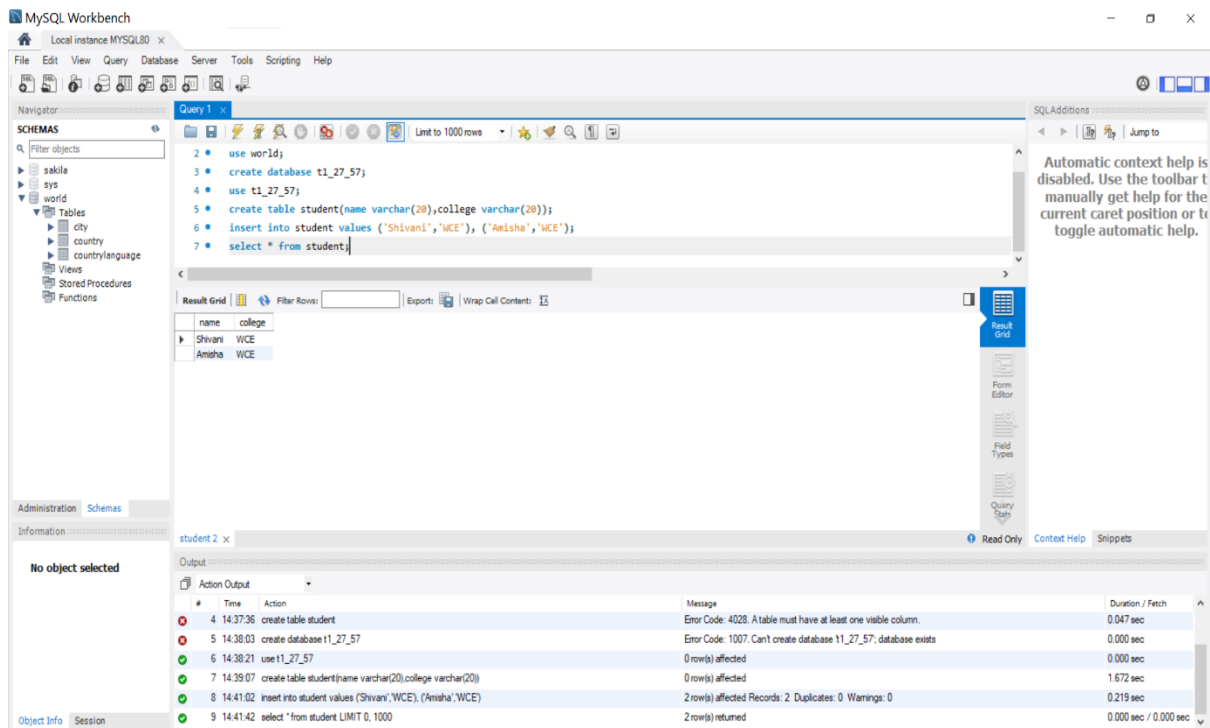 MySQL Workbench
Local instance MYSQL80 ×
File Edit View Query Database Server Tools Scripting Help
Navigator
SCHEMAS
Filter objects
sakila
sys
world
Tables
city
country
countrylanguage
Views
Stored Procedures
Functions
Administration Schemas
Information
No object selected
Object Info Session
Query 1 ×
Limit to 1000 rows
2 use world;
3 create database t1_27_57;
4 use t1_27_57;
5 create table student(name varchar(20),college varchar(20));
6 insert into student values ('Shivani','WCE'), ('Amisha','WCE');
7 select * from student;
Result Grid Filter Rows: Export: Wrap Cell Content:
name college
Shivani WCE
Amisha WCE
Result Grid
Form Editor
Field Types
Query Stats
student 2 ×
Read Only
SQLAdditions
Jump to
Automatic context help is
disabled. Use the toolbar t
manually get help for the
current caret position or to
toggle automatic help.
Context Help Snippets
Output
Action Output
# Time Action Message Duration / Fetch
4 14:37:36 create table student Error Code: 4028. A table must have at least one visible column. 0.047 sec
5 14:38:03 create database t1_27_57 Error Code: 1007. Can't create database 't1_27_57'; database exists 0.000 sec
6 14:38:21 use t1_27_57 0 row(s) affected 0.000 sec
7 14:39:07 create table student(name varchar(20),college varchar(20)) 0 row(s) affected 1.672 sec
8 14:41:02 insert into student values ('Shivani','WCE'), ('Amisha','WCE') 2 row(s) affected Records: 2 Duplicates: 0 Warnings: 0 0.219 sec
9 14:41:42 select * from student LIMIT 0, 1000 2 row(s) returned 0.000 sec / 0.000 sec